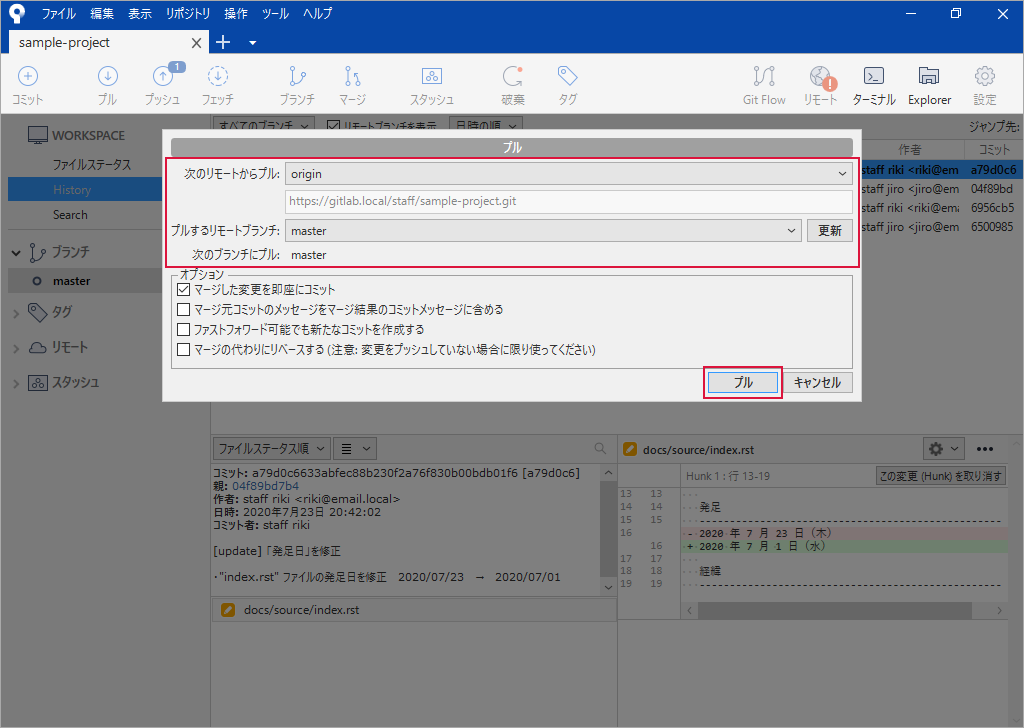 ファイル 編集 表示 リポジトリ 操作 ツール ヘルプ
sample-project
1
コミット プル プッシュ フェッチ ブランチ マージ スタッシュ 破棄 タグ Git Flow リモート ターミナル Explorer 設定
すべてのブランチ リモートブランチを表示 日時の順 ジャンプ先:
WORKSPACE
ファイルステータス
History
Search
ブランチ
master
タグ
リモート
スタッシュ
作者 コミット
staff riki <riki@em a79d0c6
staff jiro <jiro@em 04f89bd
staff riki <riki@ema 6956cb5
staff jiro <jiro@em 6500985
プル
次のリモートからプル: origin
https://gitlab.local/staff/sample-project.git
プルするリモートブランチ: master 更新
次のブランチにプル: master
オプション
マージした変更を即座にコミット
マージ元コミットのメッセージをマージ結果のコミットメッセージに含める
ファストフォワード可能でも新たなコミットを作成する
マージの代わりにリベースする (注意: 変更をプッシュしていない場合に限り使ってください)
プル キャンセル
ファイルステータス順
コミット: a79d0c6633abfec88b230f2a76f830b00bdb01f6 [a79d0c6]
親: 04f89bd7b4
作者: staff riki <riki@email.local>
日時: 2020年7月23日 20:42:02
コミット者: staff riki
[update] 「発足日」を修正
・"index.rst" ファイルの発足日を修正 2020/07/23 → 2020/07/01
docs/source/index.rst
docs/source/index.rst
Hunk 1 : 行 13-19 この変更 (Hunk) を取り消す
13 13
14 14 発足
15 15 --------------------------------------------------
16 - 2020 年 7 月 23 日 (木)
16 + 2020 年 7 月 1 日 (水)
17 17
18 18 経緯
19 19 --------------------------------------------------